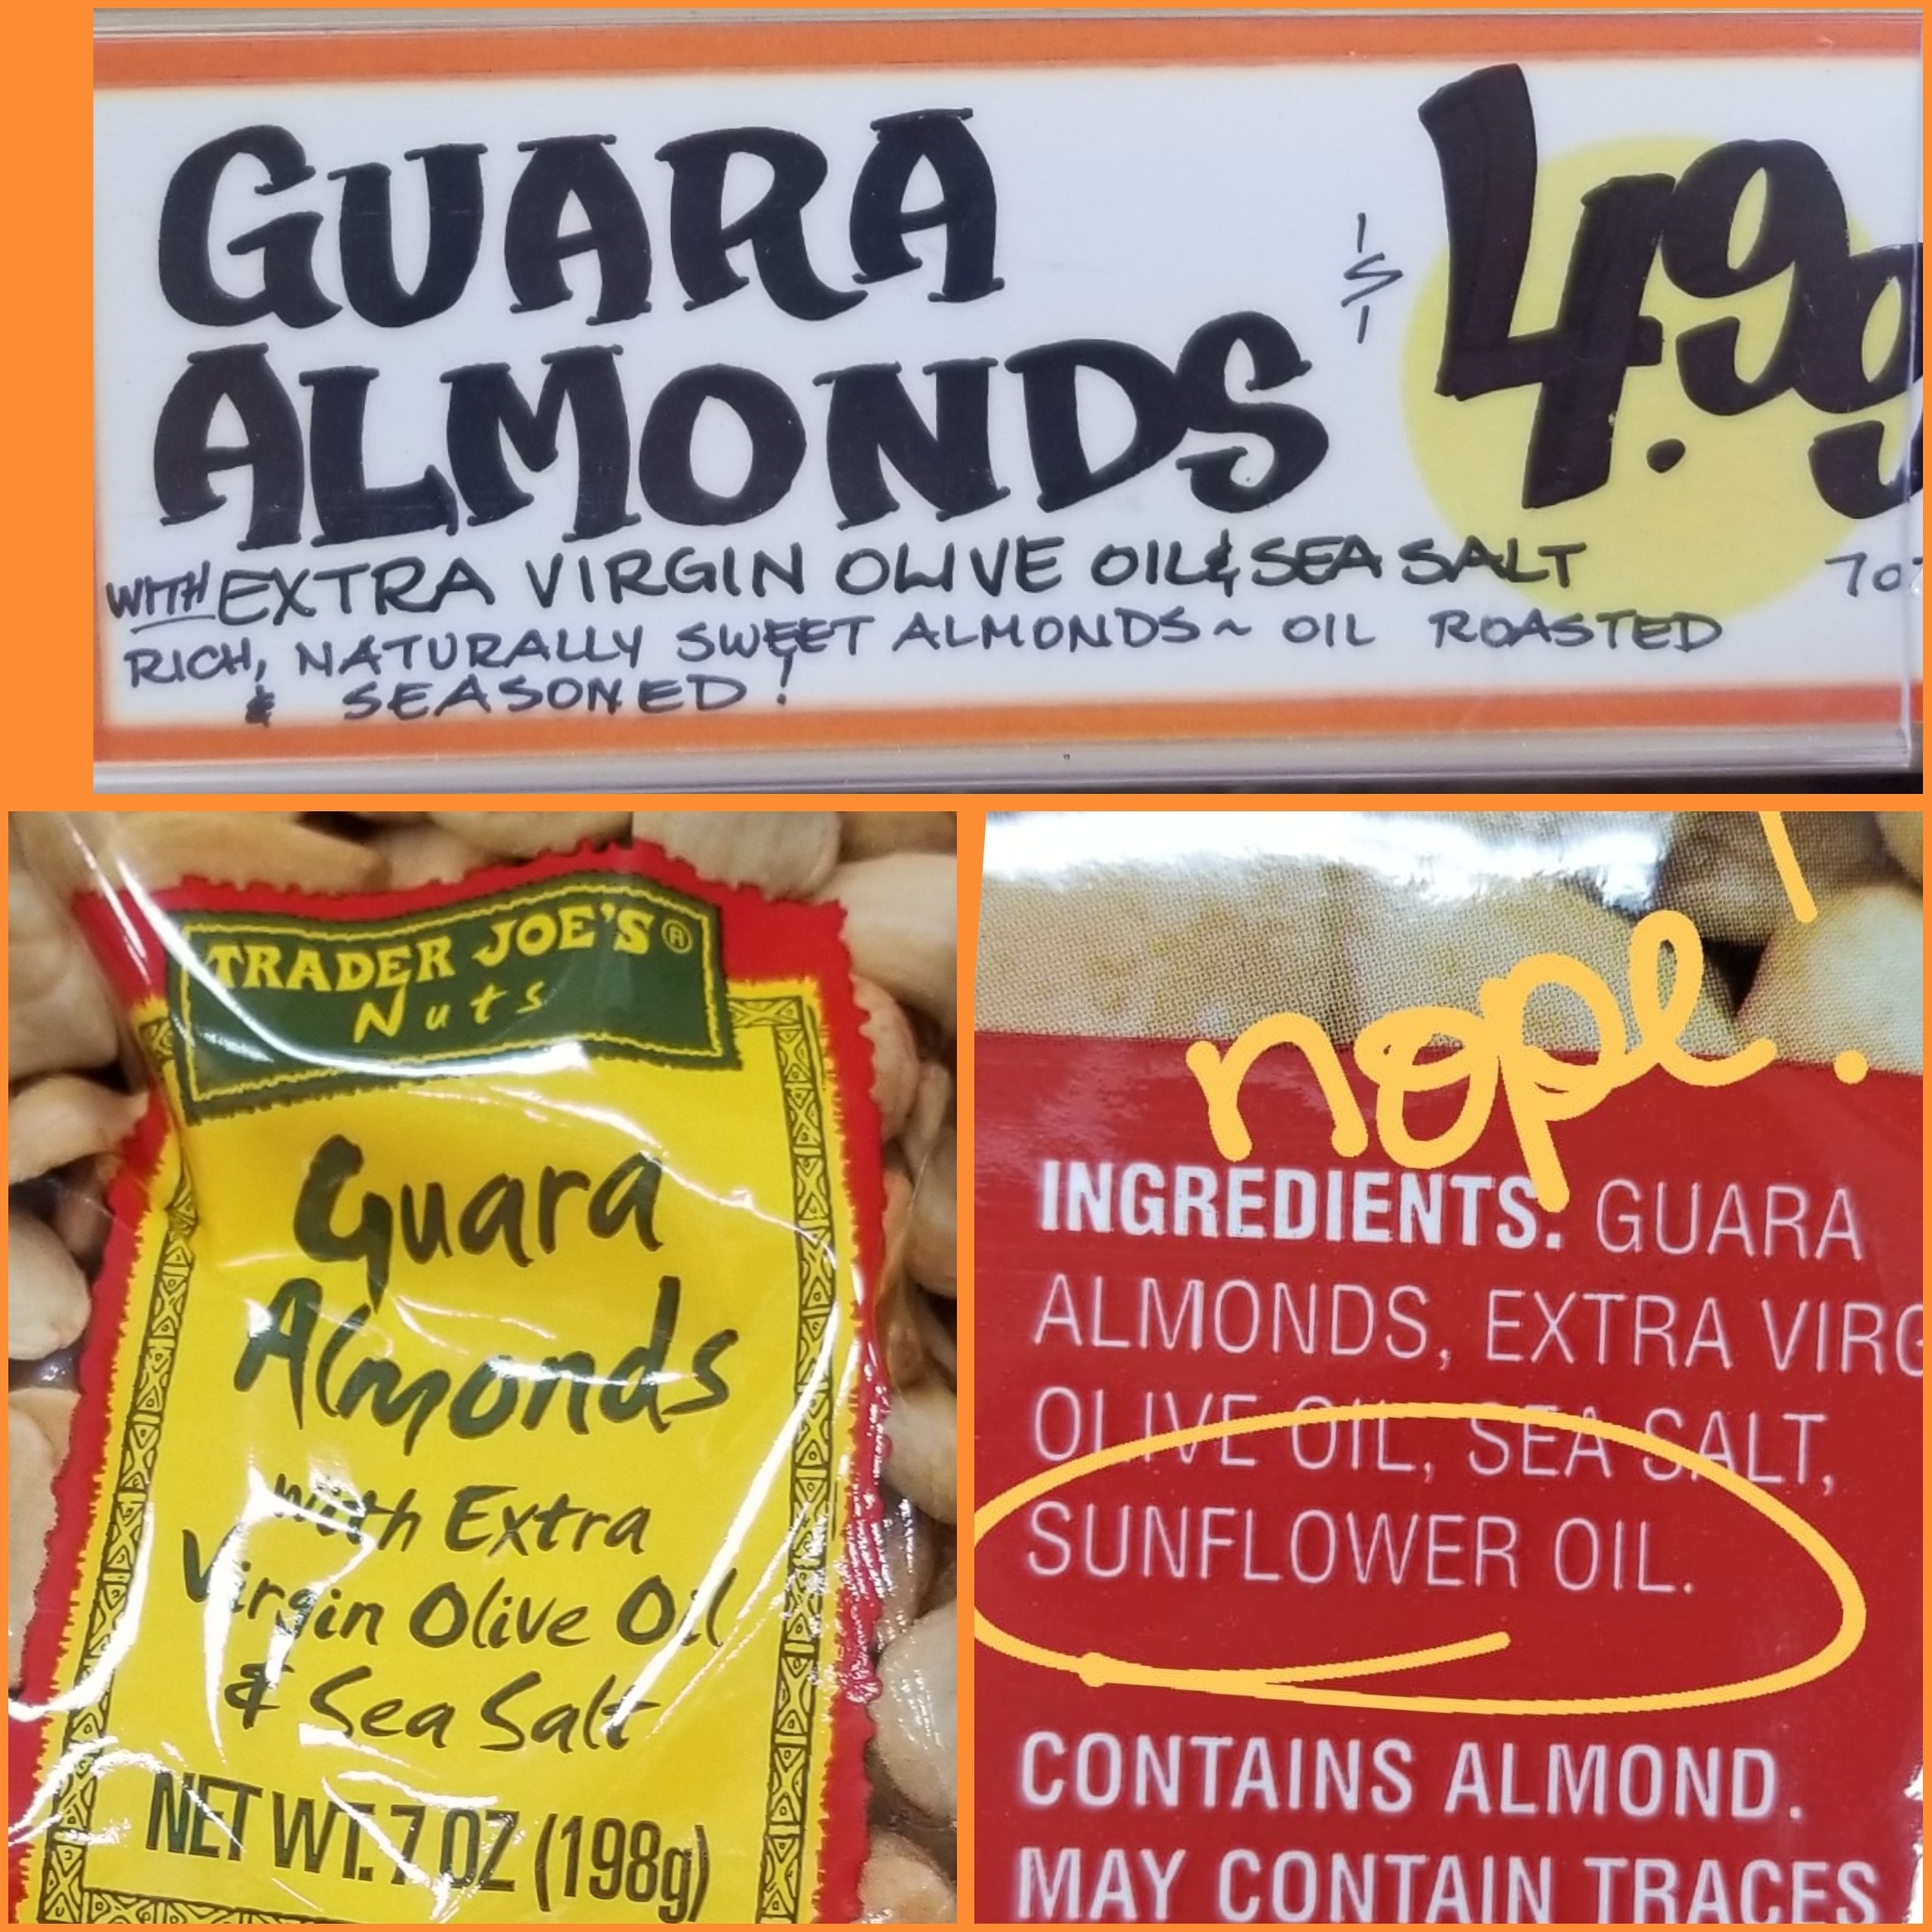 GUARA
ALMONDS
$4.99
WITH EXTRA VIRGIN OLIVE OIL & SEA SALT
RICH, NATURALLY SWEET ALMONDS ~ OIL ROASTED
& SEASONED!
TRADER JOE'S®
Nuts
Guara
Almonds
with Extra
Virgin Olive Oil
& Sea Salt
NET WT. 7 OZ (198g)
nope!
INGREDIENTS: GUARA
ALMONDS, EXTRA VIRG
OLIVE OIL, SEA SALT,
SUNFLOWER OIL.
CONTAINS ALMOND.
MAY CONTAIN TRACES